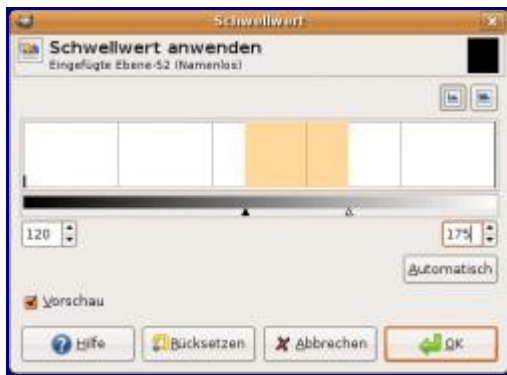 Schwellwert
Schwellwert anwenden
Eingefügte Ebene-52 (Namenlos)
120
175
Automatisch
Vorschau
Hilfe
Rücksetzen
Abbrechen
OK